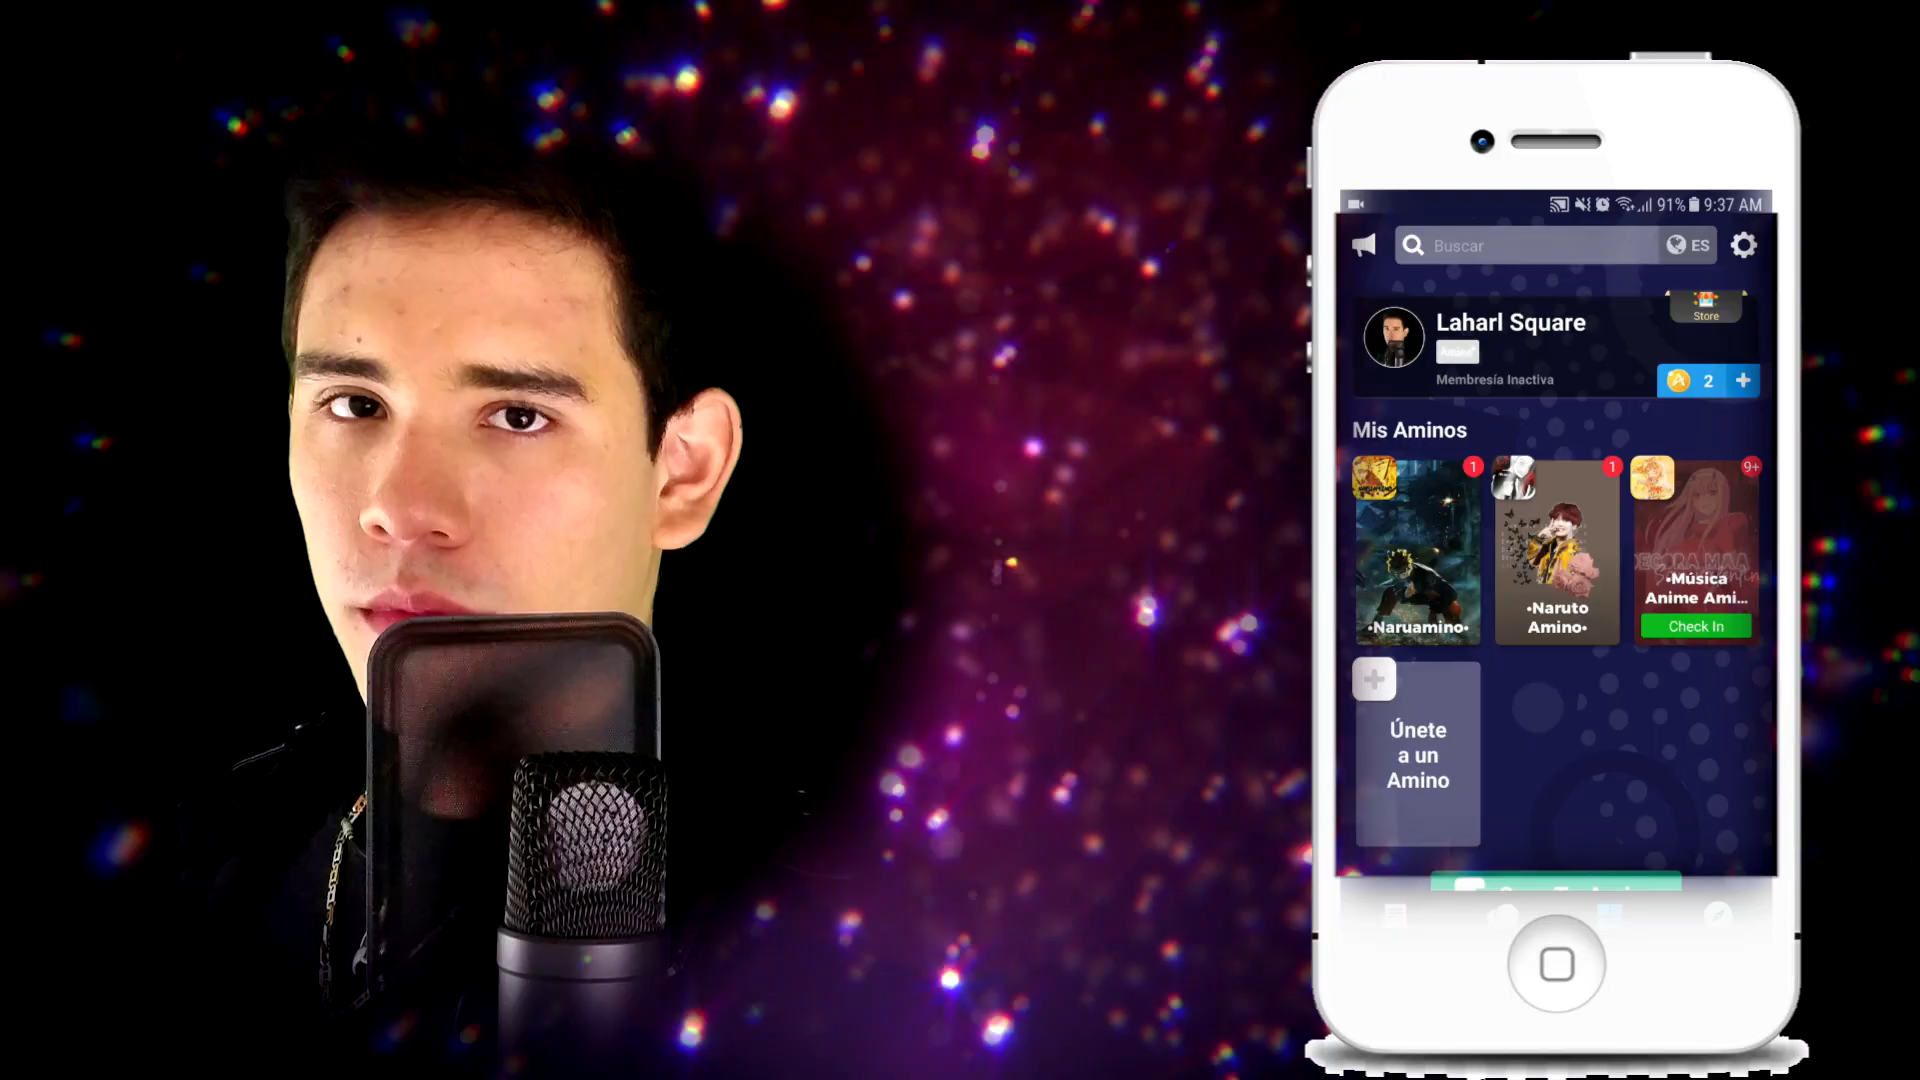 91% 9:37 AM
Buscar ES
Store
Laharl Square
Amino+
Membresía Inactiva
2
Mis Aminos
1
1
9+
•Naruamino•
•Naruto
Amino•
•Música
Anime Ami...
Check In
Únete
a un
Amino